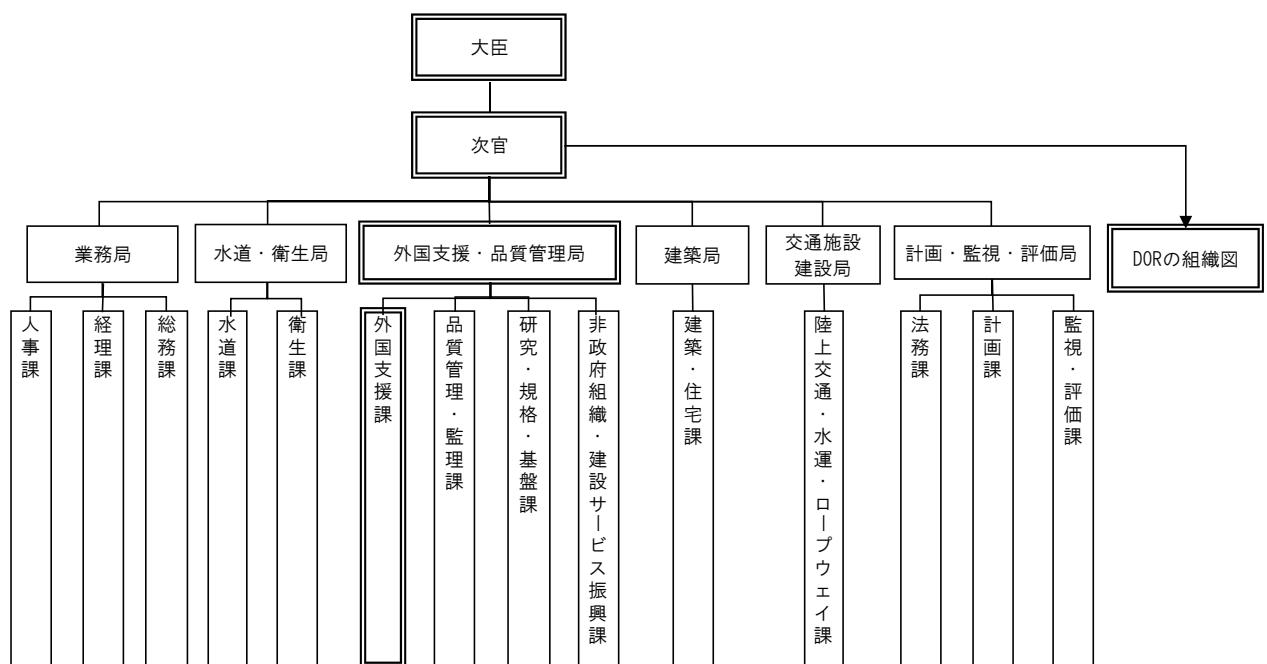 大臣
次官
業務局
水道・衛生局
外国支援・品質管理局
建築局
交通施設
建設局
計画・監視・評価局
DORの組織図
人事課
経理課
総務課
水道課
衛生課
外国支援課
品質管理・監理課
研究・規格・基盤課
非政府組織・建設サービス振興課
建築・住宅課
陸上交通・水運・ロープウェイ課
法務課
計画課
監視・評価課